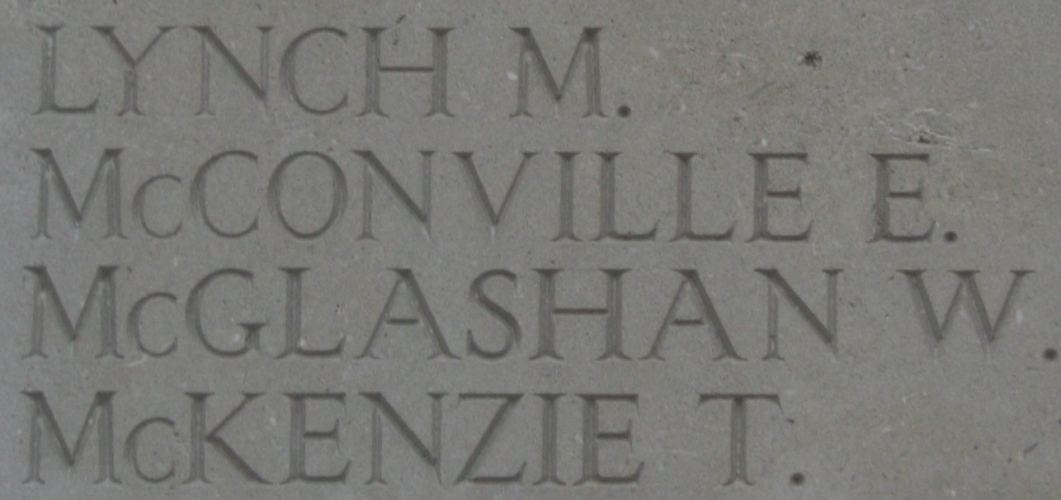 LYNCH M.
McCONVILLE E.
McGLASHAN W.
McKENZIE T.